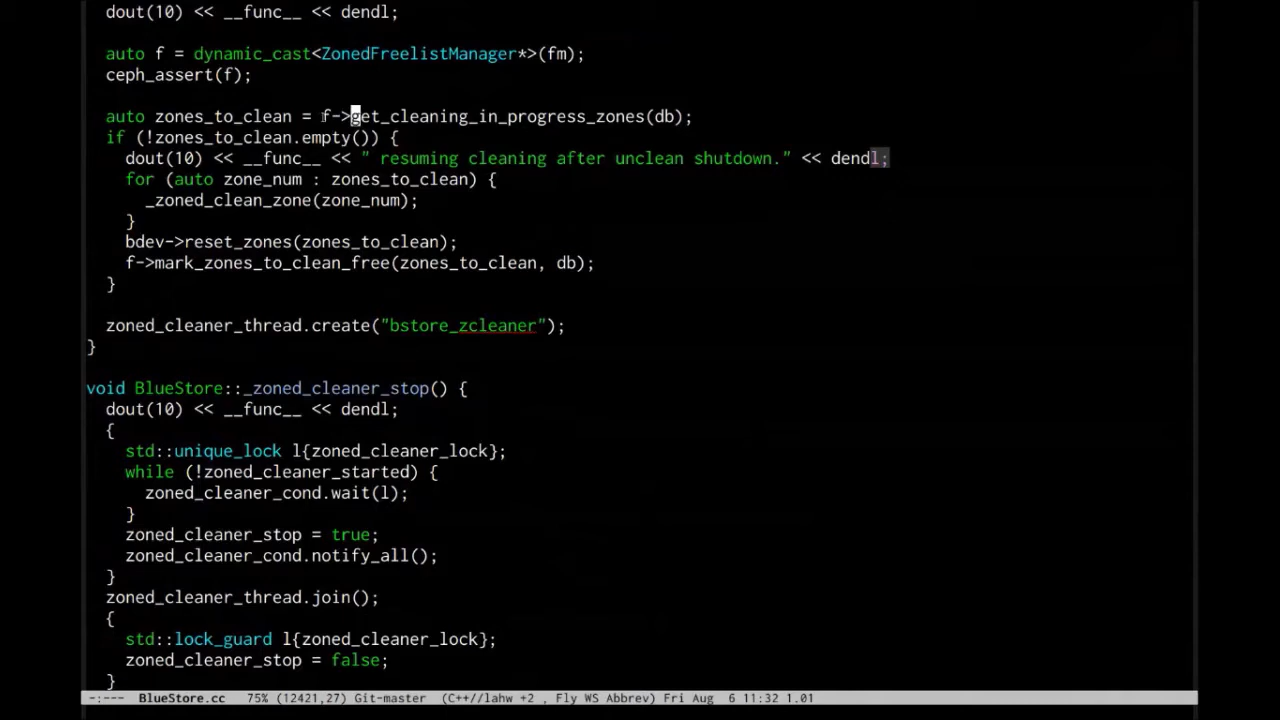 dout(10) << __func__ << dendl;
auto f = dynamic_cast<ZonedFreelistManager*>(fm);
ceph_assert(f);
auto zones_to_clean = f->get_cleaning_in_progress_zones(db);
if (!zones_to_clean.empty()) {
dout(10) << __func__ << " resuming cleaning after unclean shutdown." << dendl;
for (auto zone_num : zones_to_clean) {
_zoned_clean_zone(zone_num);
}
bdev->reset_zones(zones_to_clean);
f->mark_zones_to_clean_free(zones_to_clean, db);
}
zoned_cleaner_thread.create("bstore_zcleaner");
}
void BlueStore::_zoned_cleaner_stop() {
dout(10) << __func__ << dendl;
{
std::unique_lock l{zoned_cleaner_lock};
while (!zoned_cleaner_started) {
zoned_cleaner_cond.wait(l);
}
zoned_cleaner_stop = true;
zoned_cleaner_cond.notify_all();
}
zoned_cleaner_thread.join();
{
std::lock_guard l{zoned_cleaner_lock};
zoned_cleaner_stop = false;
}
-:--- BlueStore.cc 75% (12421,27) Git-master (C++//lahw +2 , Fly WS Abbrev) Fri Aug 6 11:32 1.01